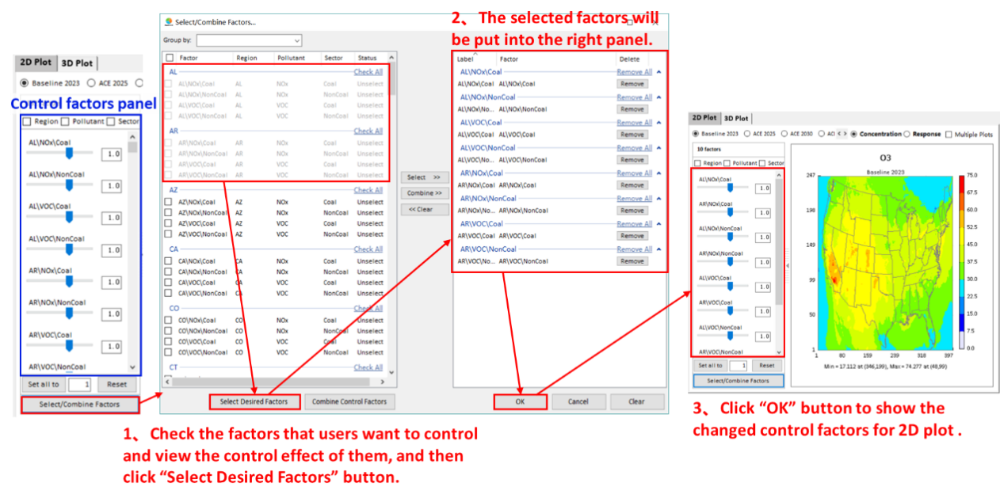 2D Plot 3D Plot
Baseline 2023 ACE 2025
Control factors panel
Region Pollutant Sector
AL\NOx\Coal
1.0
AL\NOx\NonCoal
1.0
AL\VOC\Coal
1.0
AL\VOC\NonCoal
1.0
AR\NOx\Coal
1.0
AR\NOx\NonCoal
1.0
AR\VOC\Coal
1.0
AR\VOC\NonCoal
Set all to 1 Reset
Select/Combine Factors
Select/Combine Factors...
Group by:
Factor Region Pollutant Sector Status
AL Check All
AL\NOx\Coal AL NOx Coal Unselect
AL\NOx\NonCoal AL NOx NonCoal Unselect
AL\VOC\Coal AL VOC Coal Unselect
AL\VOC\NonCoal AL VOC NonCoal Unselect
AR Check All
AR\NOx\Coal AR NOx Coal Unselect
AR\NOx\NonCoal AR NOx NonCoal Unselect
AR\VOC\Coal AR VOC Coal Unselect
AR\VOC\NonCoal AR VOC NonCoal Unselect
AZ Check All
AZ\NOx\Coal AZ NOx Coal Unselect
AZ\NOx\NonCoal AZ NOx NonCoal Unselect
AZ\VOC\Coal AZ VOC Coal Unselect
AZ\VOC\NonCoal AZ VOC NonCoal Unselect
CA Check All
CA\NOx\Coal CA NOx Coal Unselect
CA\NOx\NonCoal CA NOx NonCoal Unselect
CA\VOC\Coal CA VOC Coal Unselect
CA\VOC\NonCoal CA VOC NonCoal Unselect
CO Check All
CO\NOx\Coal CO NOx Coal Unselect
CO\NOx\NonCoal CO NOx NonCoal Unselect
CO\VOC\Coal CO VOC Coal Unselect
CO\VOC\NonCoal CO VOC NonCoal Unselect
CT Check All
Select Desired Factors Combine Control Factors
Select >>
Combine >>
<< Clear
2、 The selected factors will
be put into the right panel.
Label Factor Delete
AL\NOx\Coal Remove All
AL\NOx\Coal AL\NOx\Coal Remove
AL\NOx\NonCoal Remove All
AL\NOx\No... AL\NOx\NonCoal Remove
AL\VOC\Coal Remove All
AL\VOC\Coal AL\VOC\Coal Remove
AL\VOC\NonCoal Remove All
AL\VOC\No... AL\VOC\NonCoal Remove
AR\NOx\Coal Remove All
AR\NOx\Coal AR\NOx\Coal Remove
AR\NOx\NonCoal Remove All
AR\NOx\No... AR\NOx\NonCoal Remove
AR\VOC\Coal Remove All
AR\VOC\Coal AR\VOC\Coal Remove
AR\VOC\NonCoal Remove All
AR\VOC\No... AR\VOC\NonCoal Remove
OK Cancel Clear
1、 Check the factors that users want to control
and view the control effect of them, and then
click “Select Desired Factors” button.
2D Plot 3D Plot
Baseline 2023 ACE 2025 ACE 2030 ACI < > Concentration Response Multiple Plots
10 factors
Region Pollutant Sector
AL\NOx\Coal
1.0
AR\NOx\Coal
1.0
AL\NOx\NonCoal
1.0
AR\NOx\NonCoal
1.0
AL\VOC\Coal
1.0
AR\VOC\Coal
1.0
AL\VOC\NonCoal
1.0
AR\VOC\NonCoal
Set all to 1 Reset
Select/Combine Factors
O3
Baseline 2023
247
198
149
99
50
1
1 80 159 239 318 397
75.0
67.5
60.0
52.5
45.0
37.5
30.0
22.5
15.0
7.5
0.0
Min = 17.112 at (346,199), Max = 74.277 at (40,99)
3、 Click “OK” button to show the
changed control factors for 2D plot .